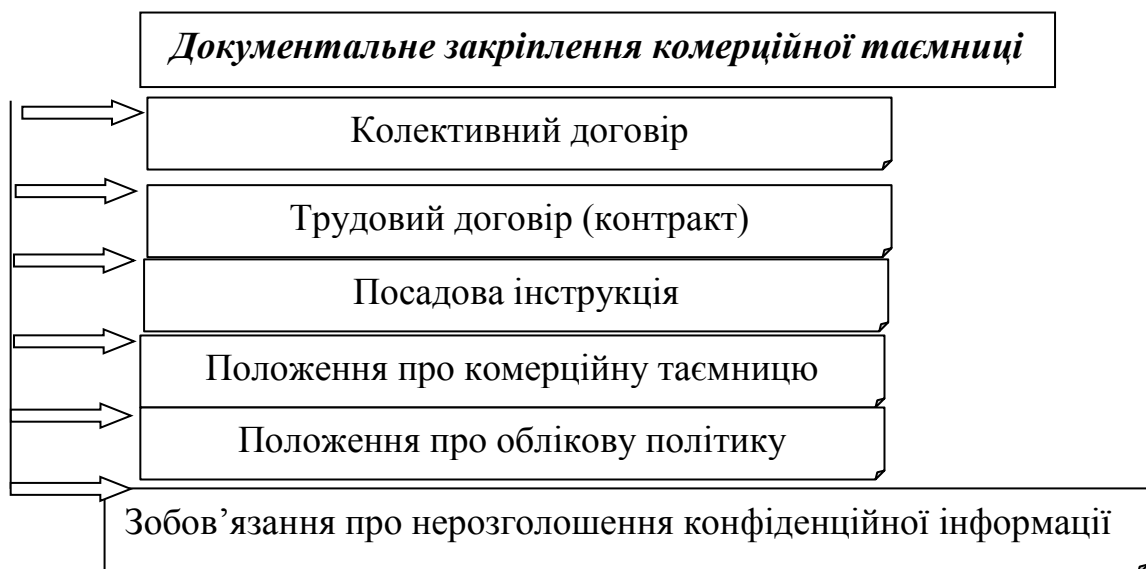 Документальне закріплення комерційної таємниці
Колективний договір
Трудовий договір (контракт)
Посадова інструкція
Положення про комерційну таємницю
Положення про облікову політику
Зобов’язання про нерозголошення конфіденційної інформації